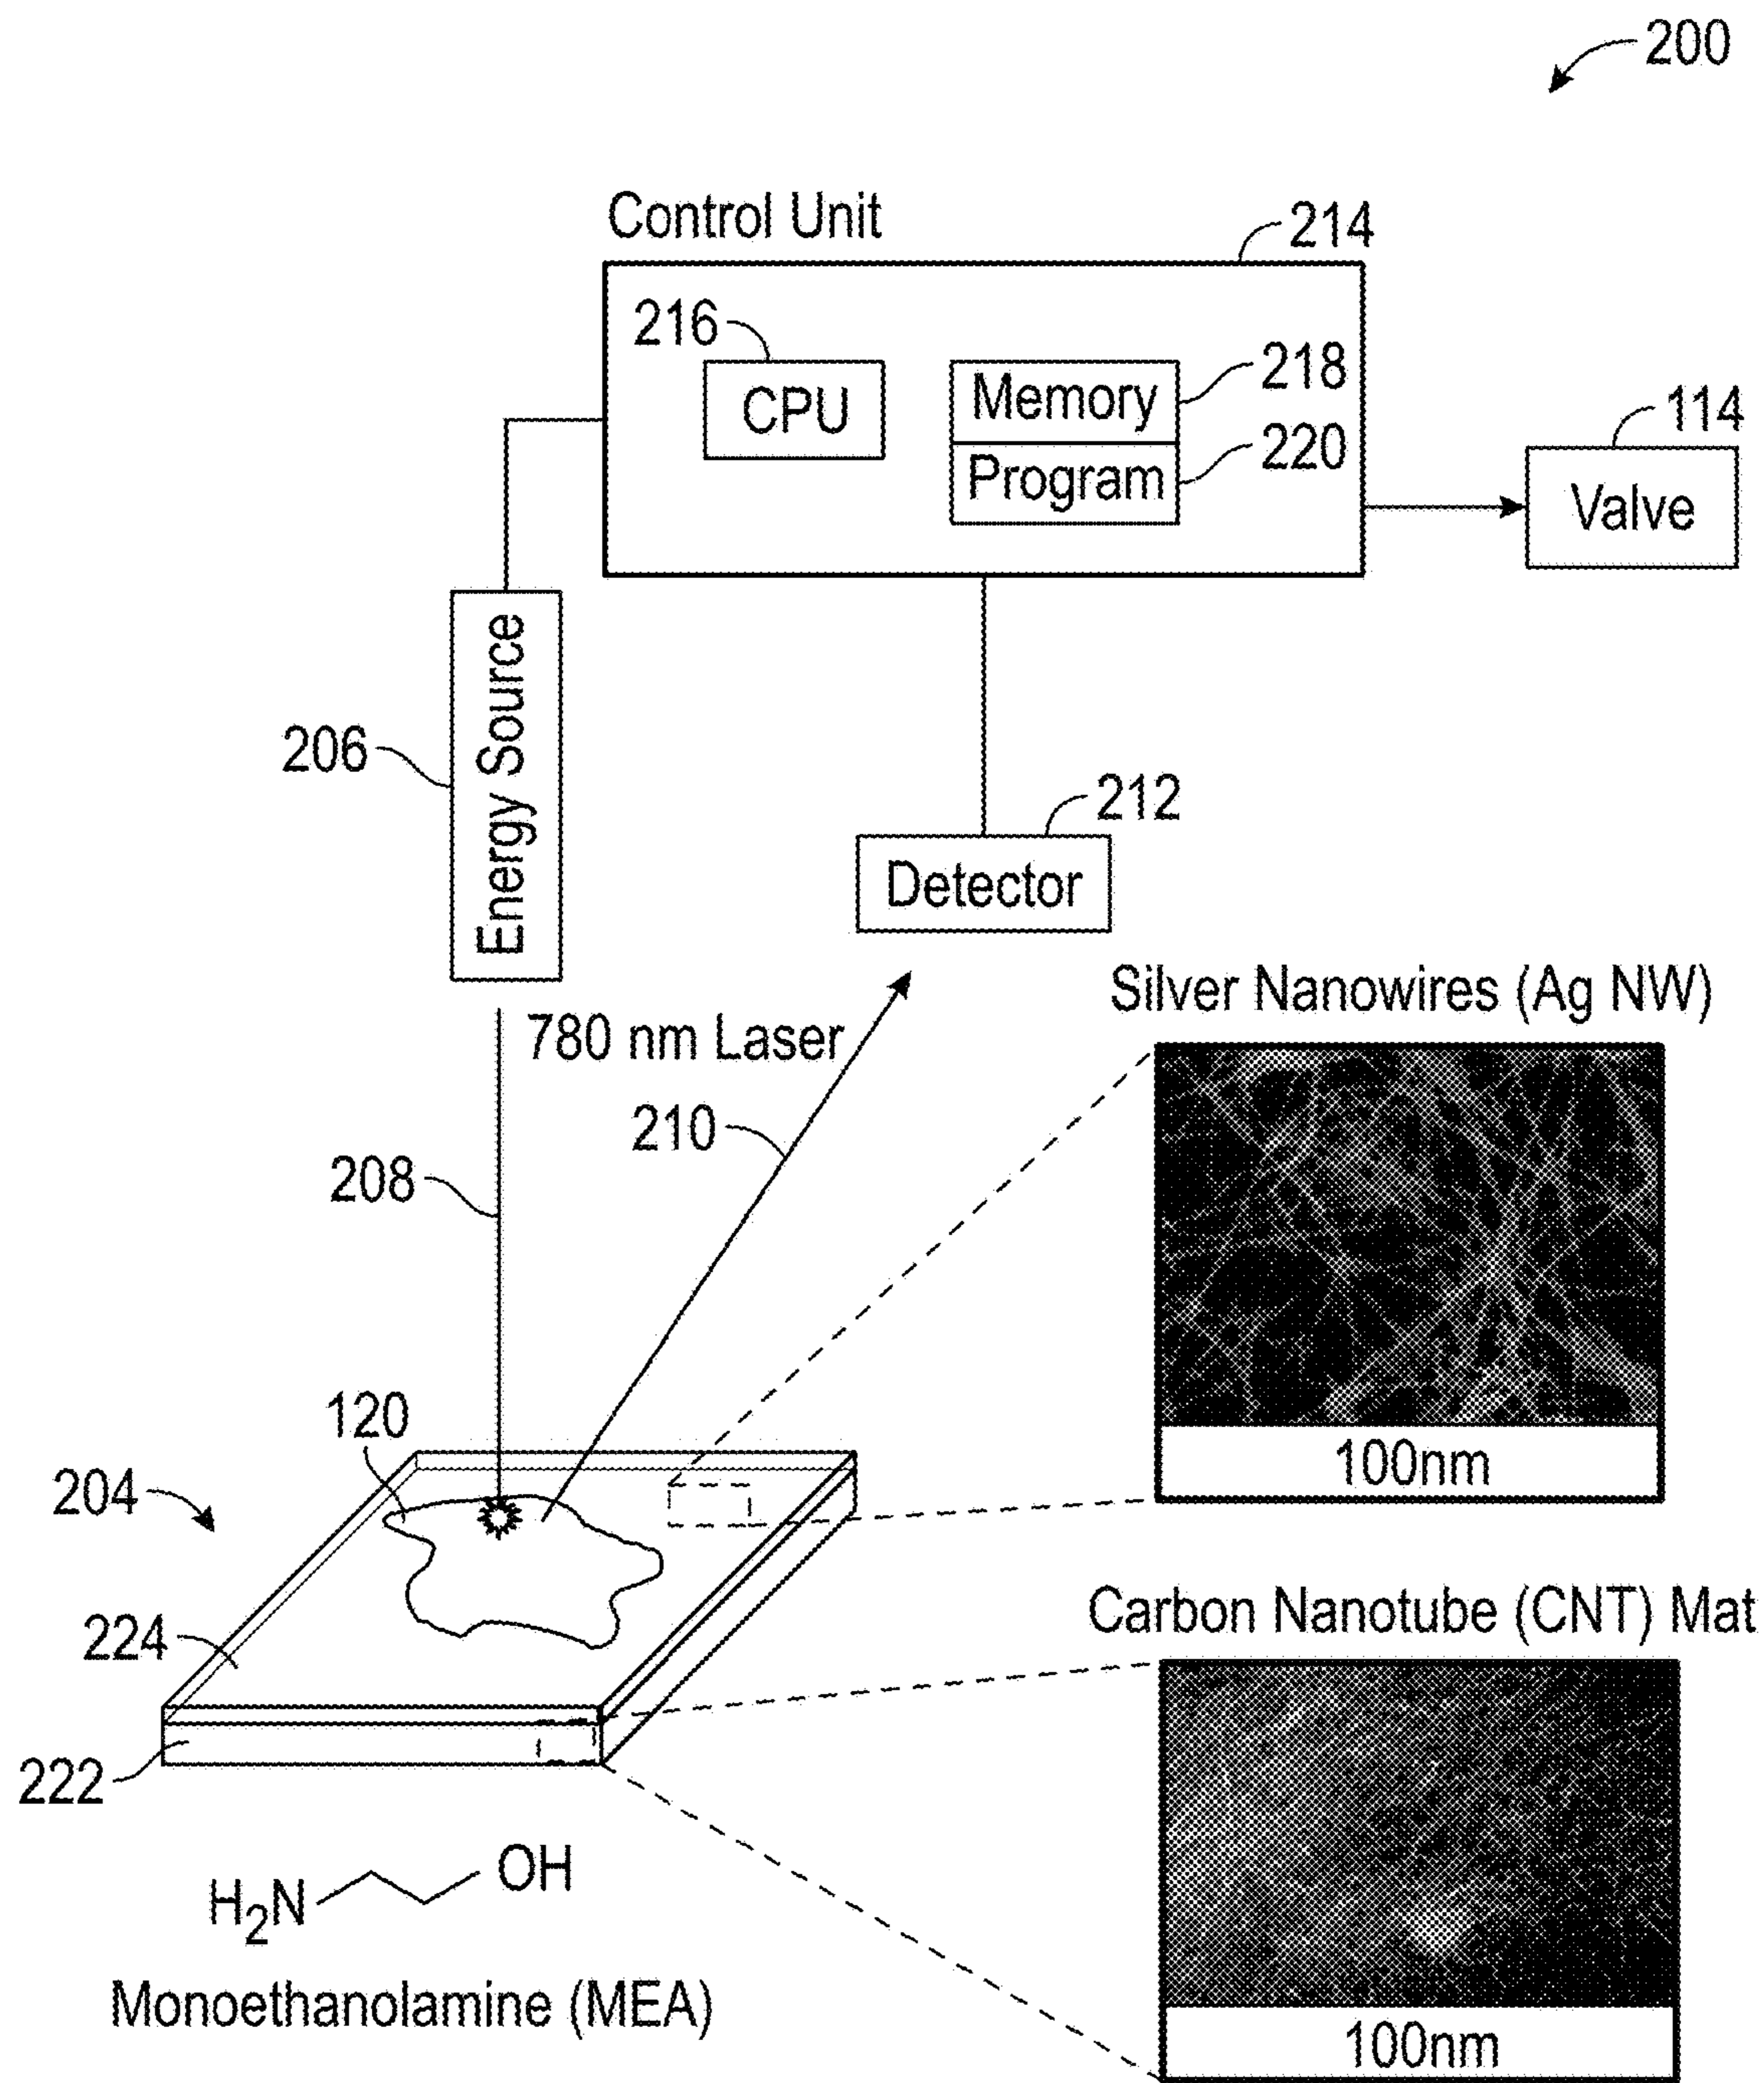 200
Control Unit
214
216
CPU
Memory
218
Program
220
114
Valve
206
Energy Source
212
Detector
780 nm Laser
210
208
Silver Nanowires (Ag NW)
100nm
120
204
224
222
Carbon Nanotube (CNT) Mat
100nm
H2N
OH
Monoethanolamine (MEA)